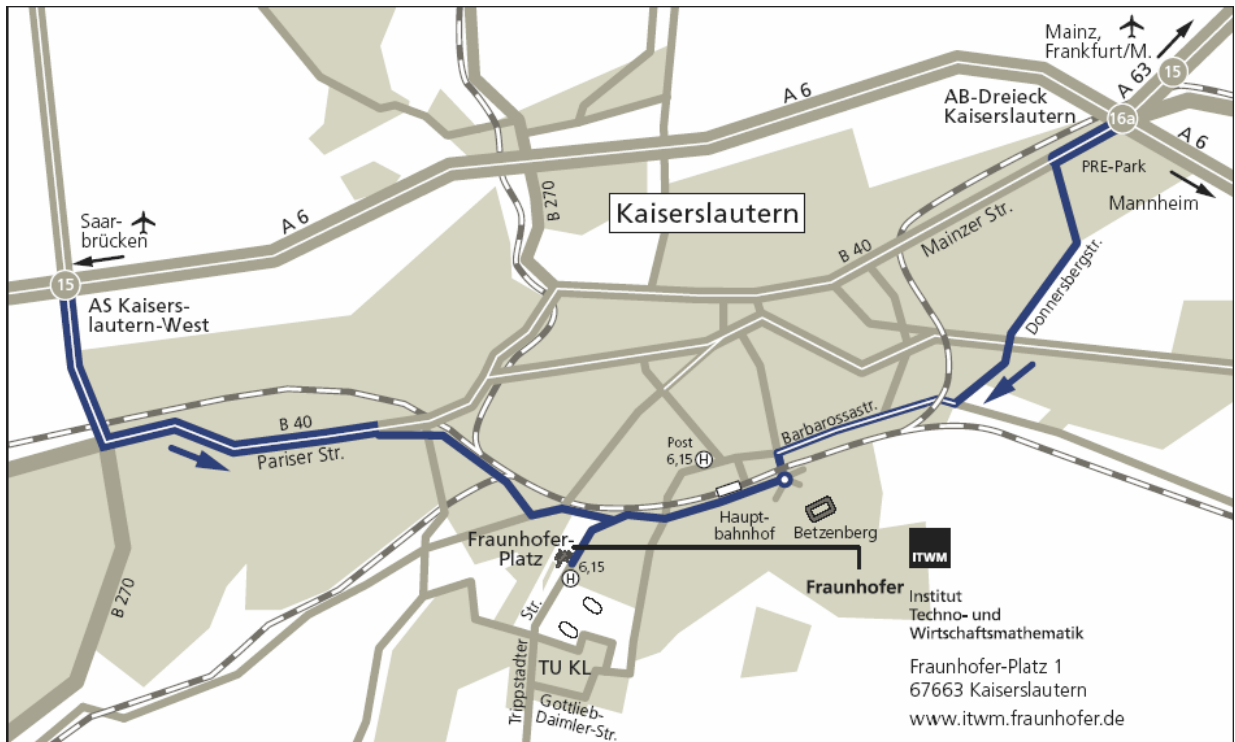 Mainz,
Frankfurt/M.
A 63
15
A 6
AB-Dreieck
Kaiserslautern
16a
A 6
PRE-Park
Mannheim
B 270
Kaiserslautern
Mainzer Str.
B 40
A 6
Saar-
brücken
15
AS Kaisers-
lautern-West
Donnersbergstr.
B 40
Pariser Str.
Barbarossastr.
Post
6,15 H
Haupt-
bahnhof
Betzenberg
Fraunhofer-
Platz
H 6,15
Fraunhofer
ITWM
Institut
Techno- und
Wirtschaftsmathematik
Fraunhofer-Platz 1
67663 Kaiserslautern
www.itwm.fraunhofer.de
B 270
Trippstadter Str.
TU KL
Gottlieb-
Daimler-Str.